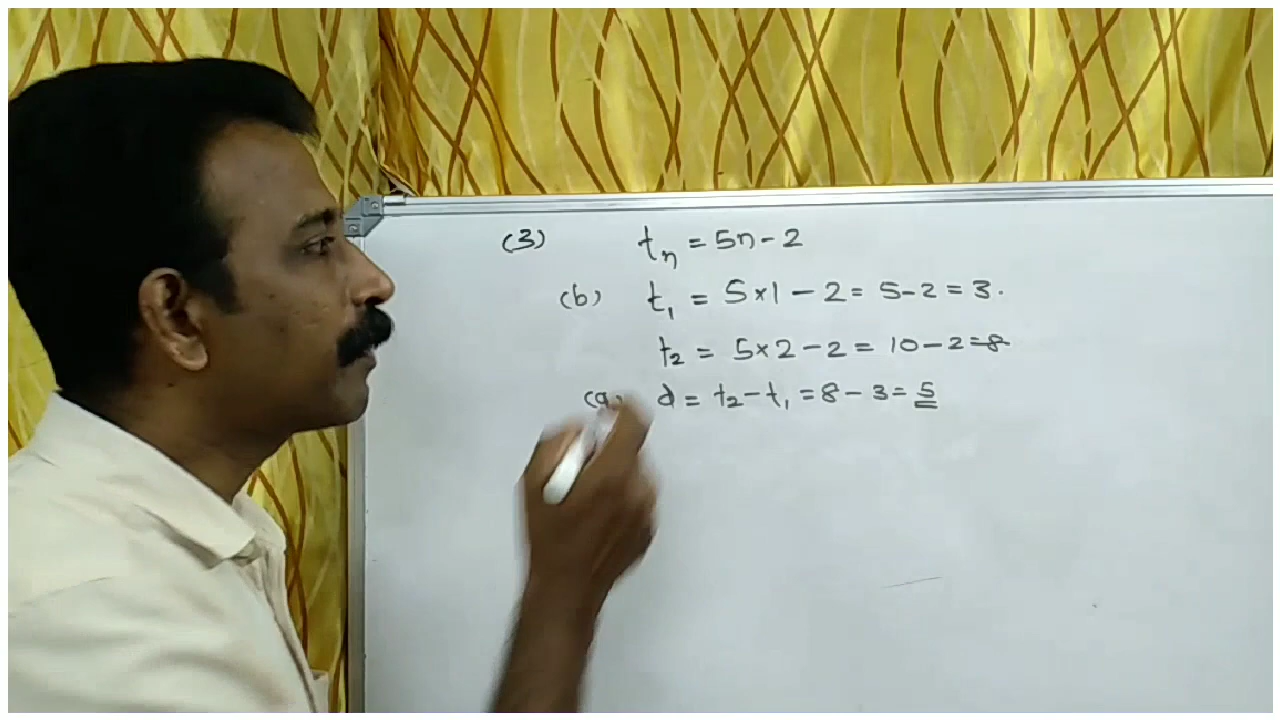 (3) tₙ = 5n - 2
(b) t₁ = 5×1 - 2 = 5-2 = 3.
t₂ = 5×2 - 2 = 10 - 2 = 8
(a) d = t₂ - t₁ = 8 - 3 = 5